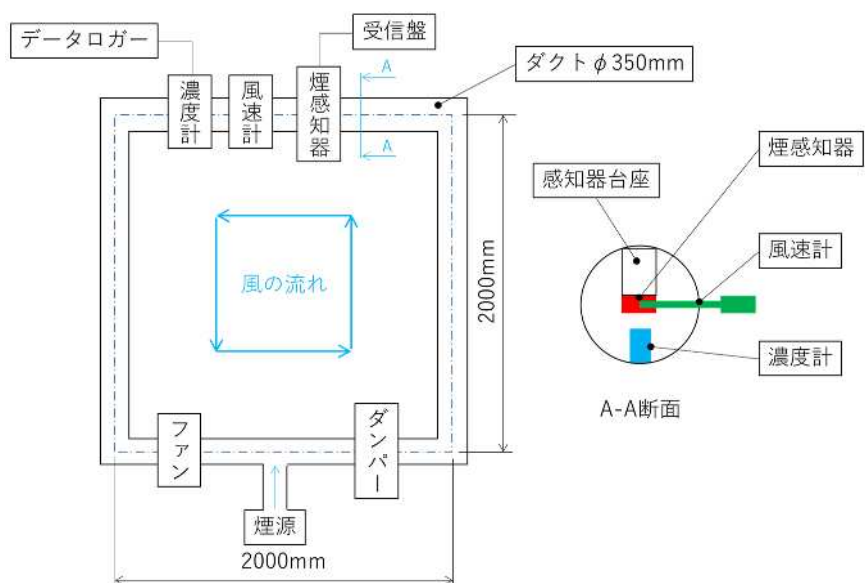 データロガー
受信盤
ダクトφ350mm
濃度計
風速計
煙感知器
A
A
煙感知器
感知器台座
風速計
風の流れ
2000mm
濃度計
A-A断面
ファン
ダンパー
煙源
2000mm